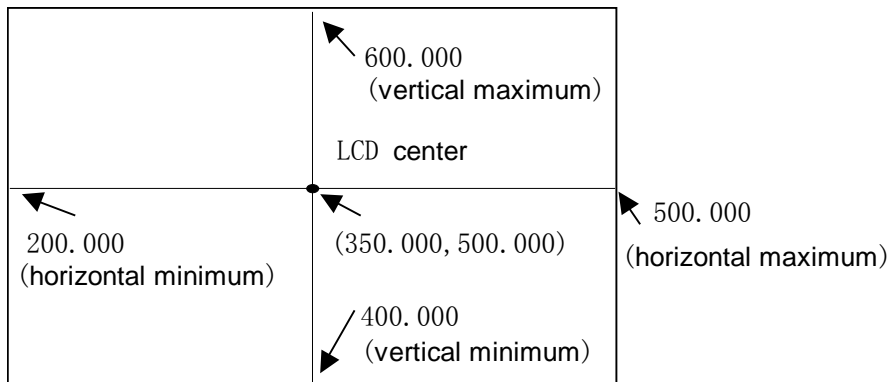 600.000
(vertical maximum)
LCD center
200.000
(horizontal minimum)
(350.000, 500.000)
500.000
(horizontal maximum)
400.000
(vertical minimum)